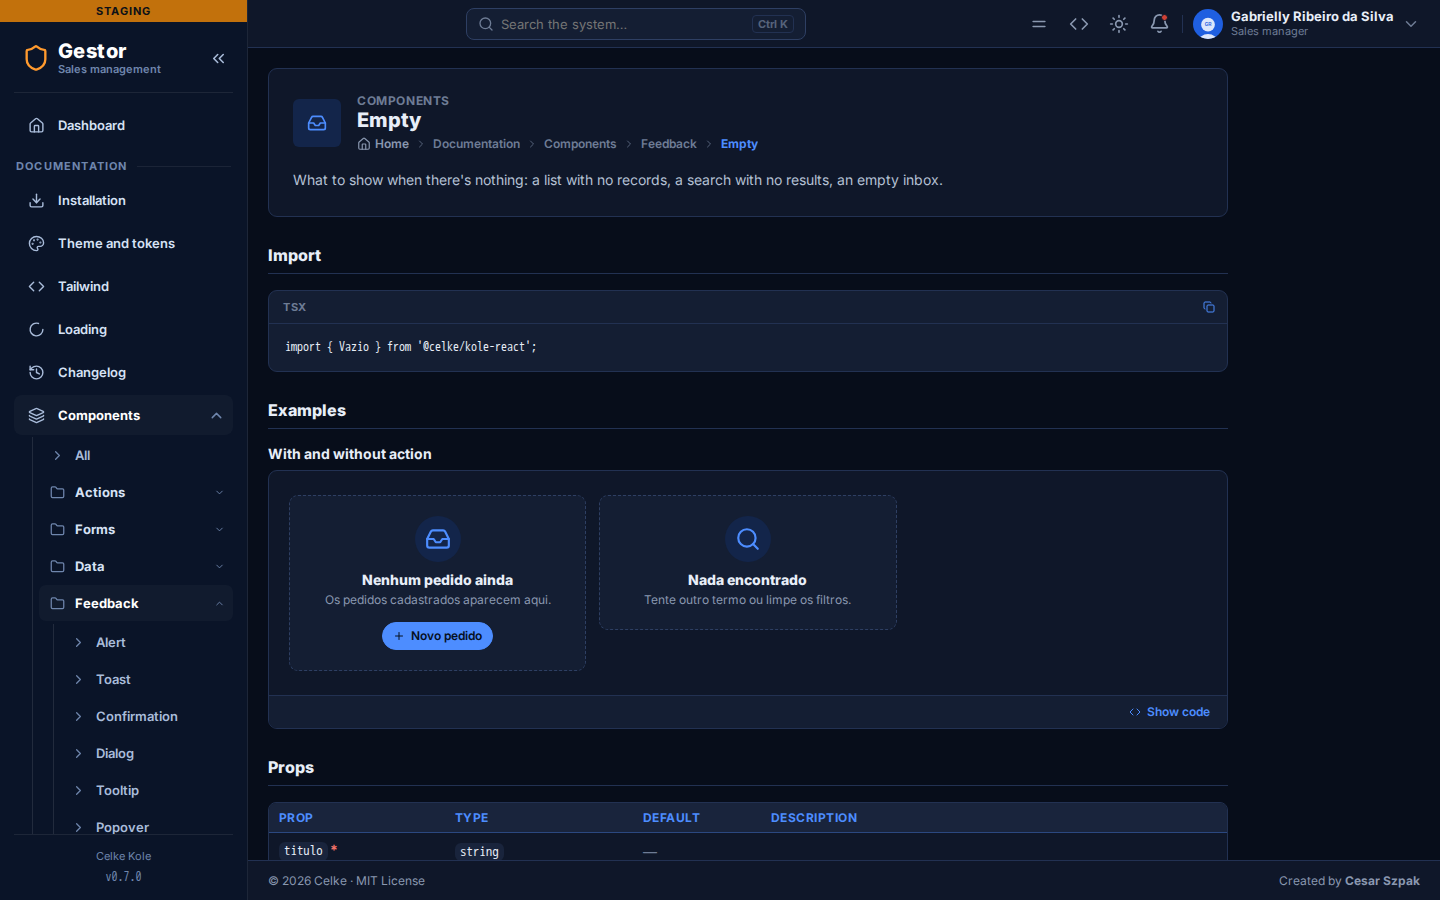 STAGING
Gestor
Sales management
Dashboard
DOCUMENTATION
Installation
Theme and tokens
Tailwind
Loading
Changelog
Components
All
Actions
Forms
Data
Feedback
Alert
Toast
Confirmation
Dialog
Tooltip
Popover
Celke Kole
v0.7.0
Search the system...
Ctrl K
GR
Gabrielly Ribeiro da Silva
Sales manager
COMPONENTS
Empty
Home > Documentation > Components > Feedback > Empty
What to show when there's nothing: a list with no records, a search with no results, an empty inbox.
Import
TSX
import { Vazio } from '@celke/kole-react';
Examples
With and without action
Nenhum pedido ainda
Os pedidos cadastrados aparecem aqui.
+ Novo pedido
Nada encontrado
Tente outro termo ou limpe os filtros.
Show code
Props
PROP TYPE DEFAULT DESCRIPTION
titulo * string —
© 2026 Celke · MIT License
Created by Cesar Szpak